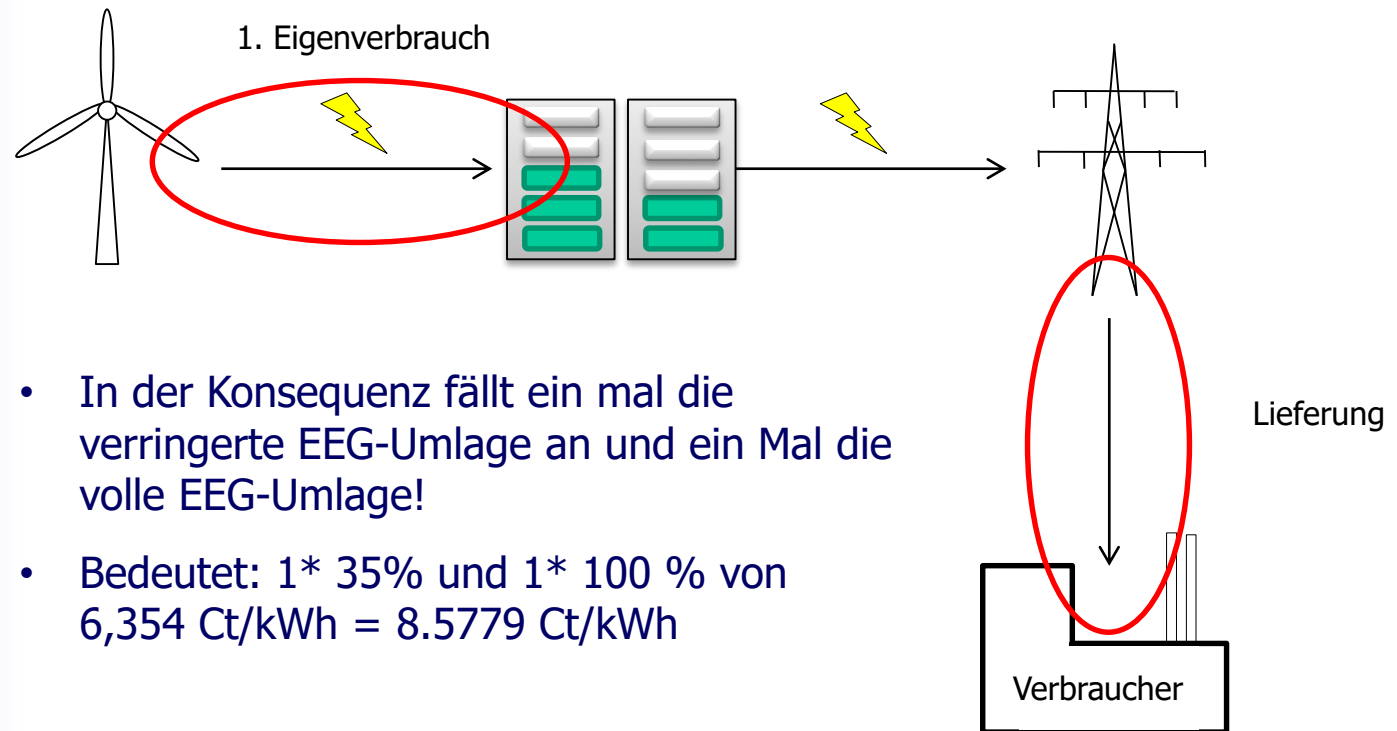 1. Eigenverbrauch
• In der Konsequenz fällt ein mal die
verringerte EEG-Umlage an und ein Mal die
volle EEG-Umlage!
Lieferung
• Bedeutet: 1* 35% und 1* 100 % von
6,354 Ct/kWh = 8.5779 Ct/kWh
Verbraucher